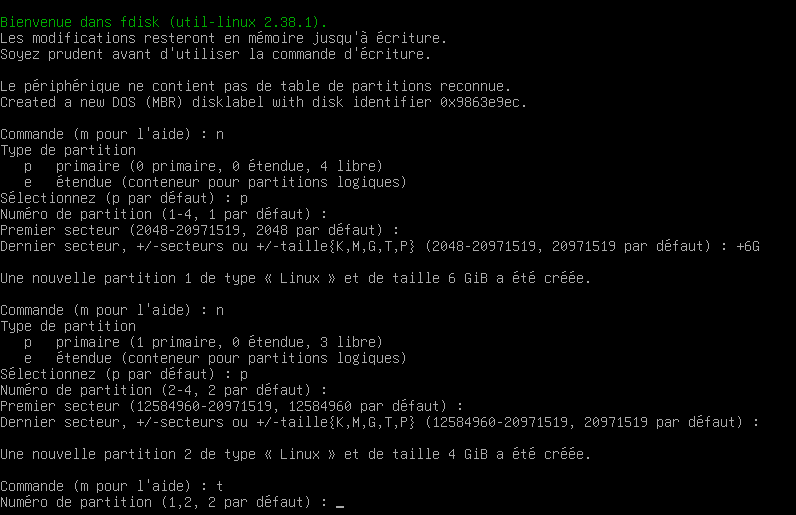 Bienvenue dans fdisk (util-linux 2.38.1).
Les modifications resteront en mémoire jusqu'à écriture.
Soyez prudent avant d'utiliser la commande d'écriture.

Le périphérique ne contient pas de table de partitions reconnue.
Created a new DOS (MBR) disklabel with disk identifier 0x9863e9ec.

Commande (m pour l'aide) : n
Type de partition
   p   primaire (0 primaire, 0 étendue, 4 libre)
   e   étendue (conteneur pour partitions logiques)
Sélectionnez (p par défaut) : p
Numéro de partition (1-4, 1 par défaut) :
Premier secteur (2048-20971519, 2048 par défaut) :
Dernier secteur, +/-secteurs ou +/-taille{K,M,G,T,P} (2048-20971519, 20971519 par défaut) : +6G

Une nouvelle partition 1 de type « Linux » et de taille 6 GiB a été créée.

Commande (m pour l'aide) : n
Type de partition
   p   primaire (1 primaire, 0 étendue, 3 libre)
   e   étendue (conteneur pour partitions logiques)
Sélectionnez (p par défaut) : p
Numéro de partition (2-4, 2 par défaut) :
Premier secteur (12584960-20971519, 12584960 par défaut) :
Dernier secteur, +/-secteurs ou +/-taille{K,M,G,T,P} (12584960-20971519, 20971519 par défaut) :

Une nouvelle partition 2 de type « Linux » et de taille 4 GiB a été créée.

Commande (m pour l'aide) : t
Numéro de partition (1,2, 2 par défaut) : _